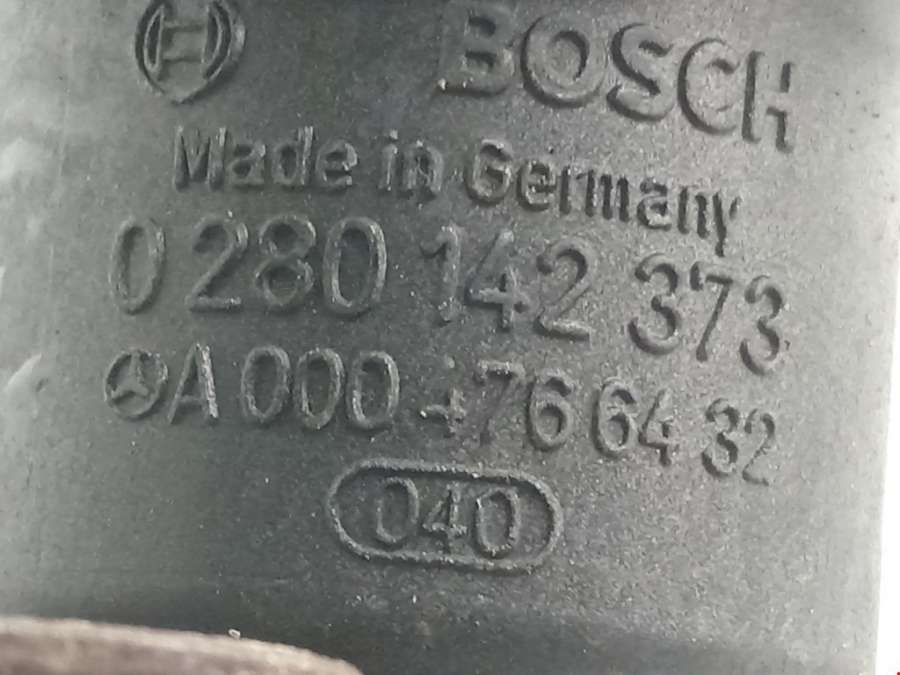 BOSCH
Made in Germany
0 280 142 373
A 000 476 64 32
040